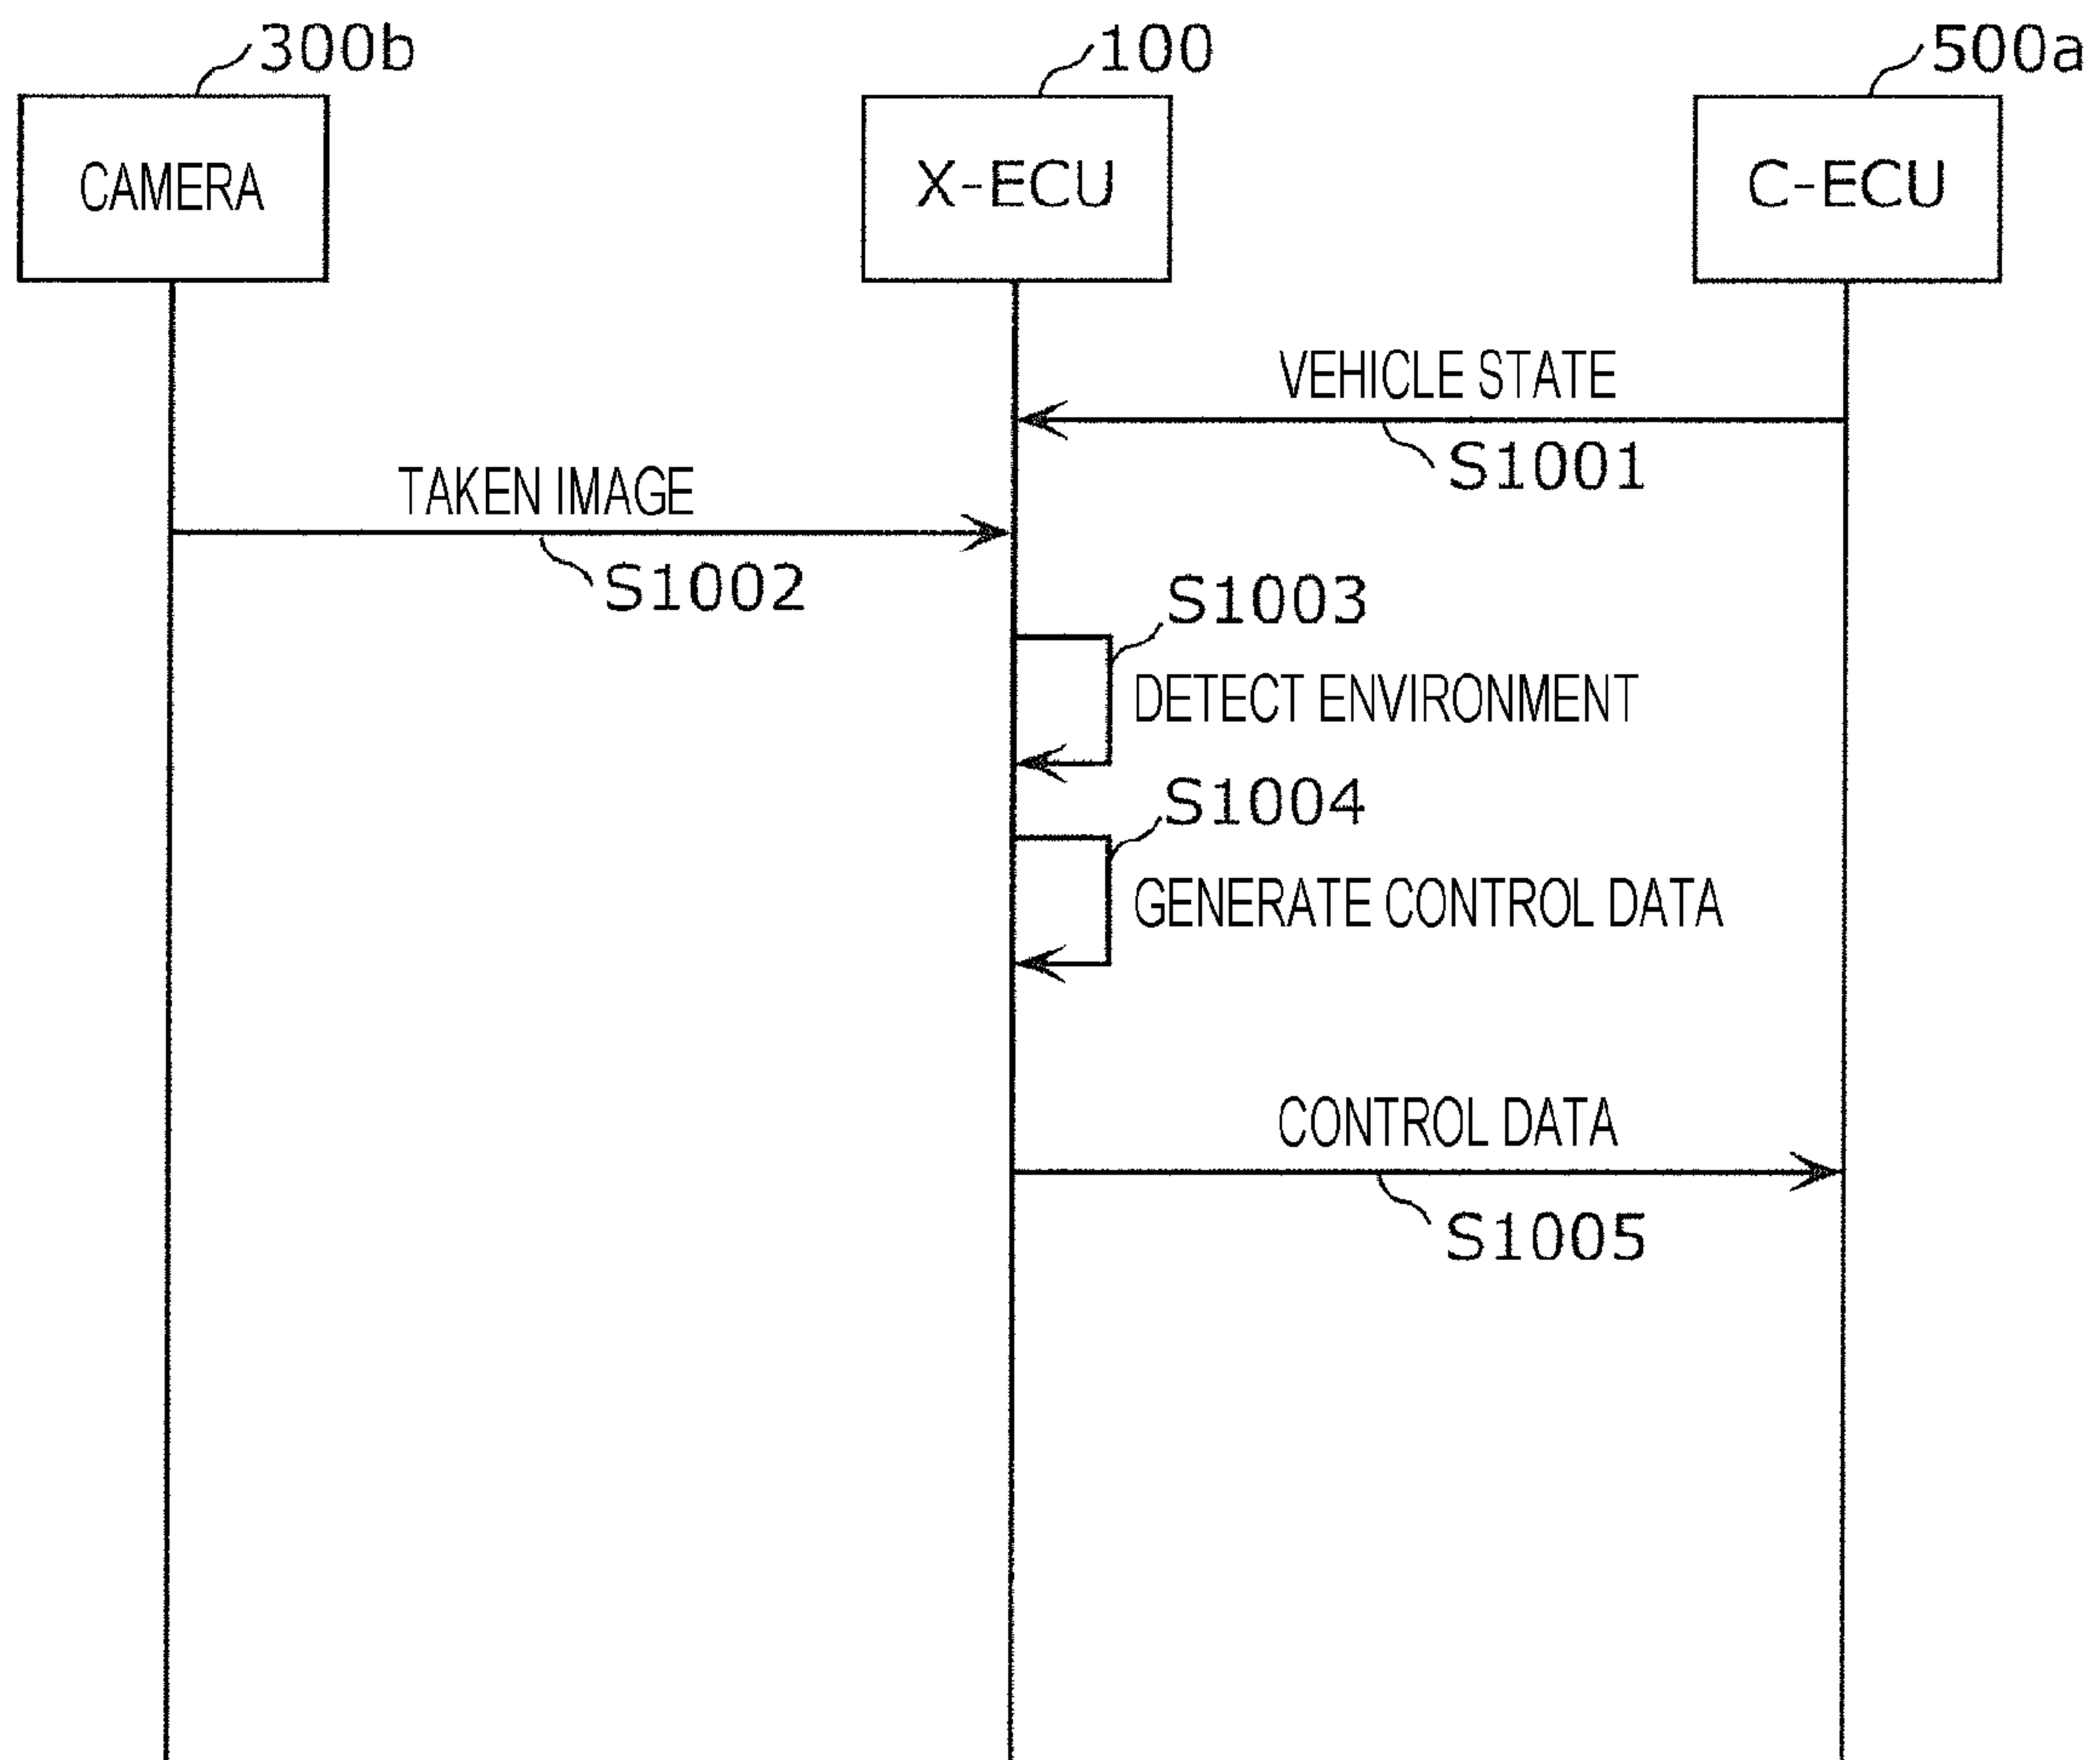 300b
100
500a
CAMERA
X-ECU
C-ECU
VEHICLE STATE
S1001
TAKEN IMAGE
S1002
S1003
DETECT ENVIRONMENT
S1004
GENERATE CONTROL DATA
CONTROL DATA
S1005